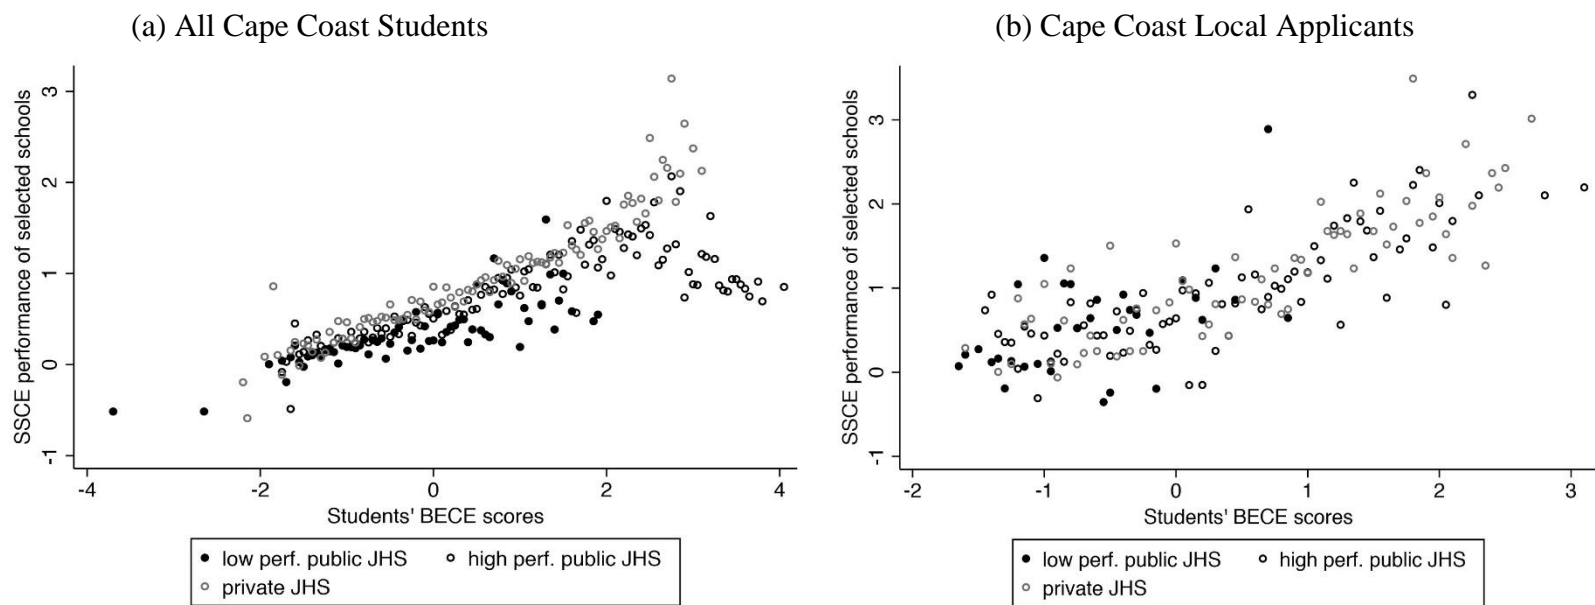 (a) All Cape Coast Students
SSCE performance of selected schools
3
2
1
0
-1
-4
-2
0
2
4
Students' BECE scores
low perf. public JHS
high perf. public JHS
private JHS
(b) Cape Coast Local Applicants
SSCE performance of selected schools
3
2
1
0
-1
-2
-1
0
1
2
3
Students' BECE scores
low perf. public JHS
high perf. public JHS
private JHS